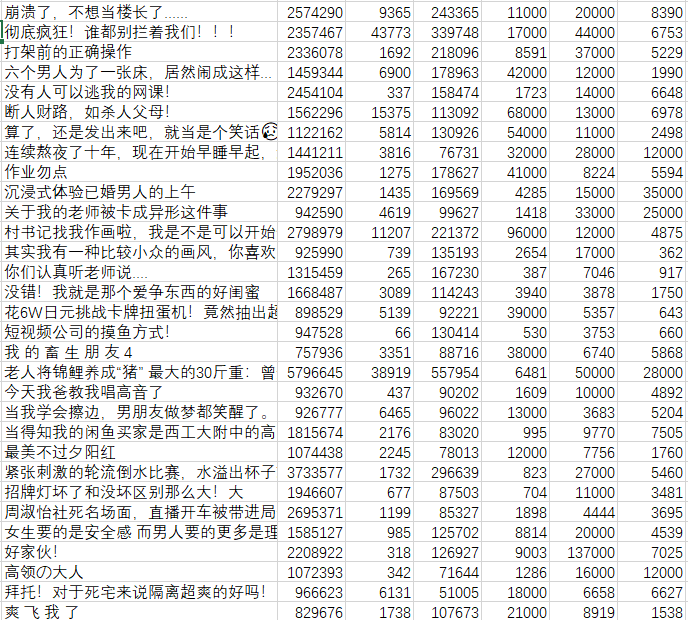 崩溃了，不想当楼长了...... 2574290 9365 243365 11000 20000 8390
彻底疯狂！谁都别拦着我们！！！ 2357467 43773 339748 17000 44000 6753
打架前的正确操作 2336078 1692 218096 8591 37000 5229
六个男人为了一张床，居然闹成这样... 1459344 6900 178963 42000 12000 1990
没有人可以逃我的网课！ 2454104 337 158474 1723 14000 6648
断人财路，如杀人父母！ 1562296 15375 113092 68000 13000 6978
算了，还是发出来吧，就当是个笑话😥 1122162 5814 130926 54000 11000 2498
连续熬夜了十年，现在开始早睡早起， 1441211 3816 76731 32000 28000 12000
作业勿点 1952036 1275 178627 41000 8224 5594
沉浸式体验已婚男人的上午 2279297 1435 169569 4285 15000 35000
关于我的老师被卡成异形这件事 942590 4619 99627 1418 33000 25000
村书记找我作画啦，我是不是可以开始 2798979 11207 221372 96000 12000 4875
其实我有一种比较小众的画风，你喜欢 925990 739 135193 2654 17000 362
你们认真听老师说.... 1315459 265 167230 387 7046 917
没错！我就是那个爱争东西的好闺蜜 1668487 3089 114243 3940 3878 1750
花6W日元挑战卡牌扭蛋机！竟然抽出超 898529 5139 92221 39000 5357 643
短视频公司的摸鱼方式！ 947528 66 130414 530 3753 660
我 的 畜 生 朋 友 4 757936 3351 88716 38000 6740 5868
老人将锦鲤养成“猪” 最大的30斤重：曾 5796645 38919 557954 6481 50000 28000
今天我爸教我唱高音了 932670 437 90202 1609 10000 4892
当我学会擦边，男朋友做梦都笑醒了。 926777 6465 96022 13000 3683 5204
当得知我的闲鱼买家是西工大附中的高 1815674 2176 83020 995 9770 7505
最美不过夕阳红 1074438 2245 78013 12000 7756 1760
紧张刺激的轮流倒水比赛，水溢出杯子 3733577 1732 296639 823 27000 5460
招牌灯坏了和没坏区别那么大！大 1946607 677 87503 704 11000 3481
周淑怡社死名场面，直播开车被带进局 2695371 1199 85327 1898 4444 3695
女生要的是安全感 而男人要的更多是理 1585127 985 125702 8814 20000 4539
好家伙！ 2208922 318 126927 9003 137000 7025
高领の大人 1072393 342 71644 1286 16000 12000
拜托！对于死宅来说隔离超爽的好吗！ 966623 6131 51005 18000 6658 6627
爽 飞 我 了 829676 1738 107673 21000 8919 1538